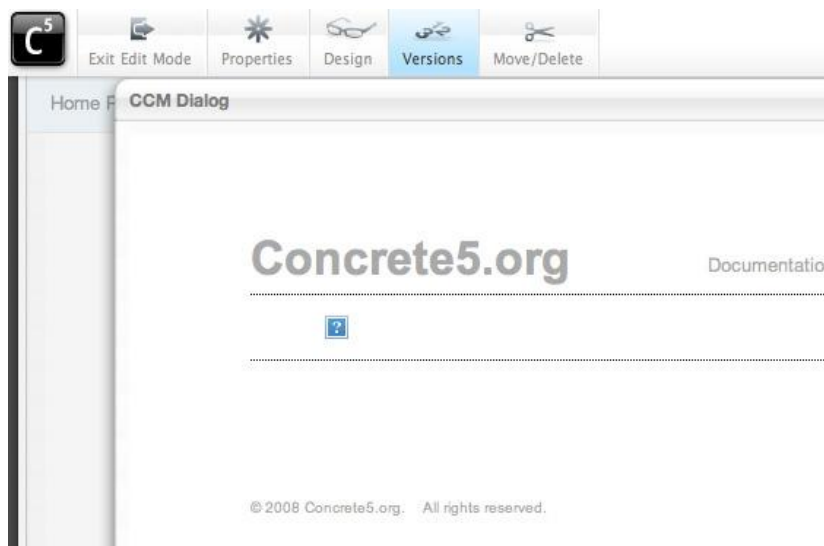 C5
Exit Edit Mode Properties Design Versions Move/Delete
Home
CCM Dialog
Concrete5.org
Documentatio
?
© 2008 Concrete5.org. All rights reserved.